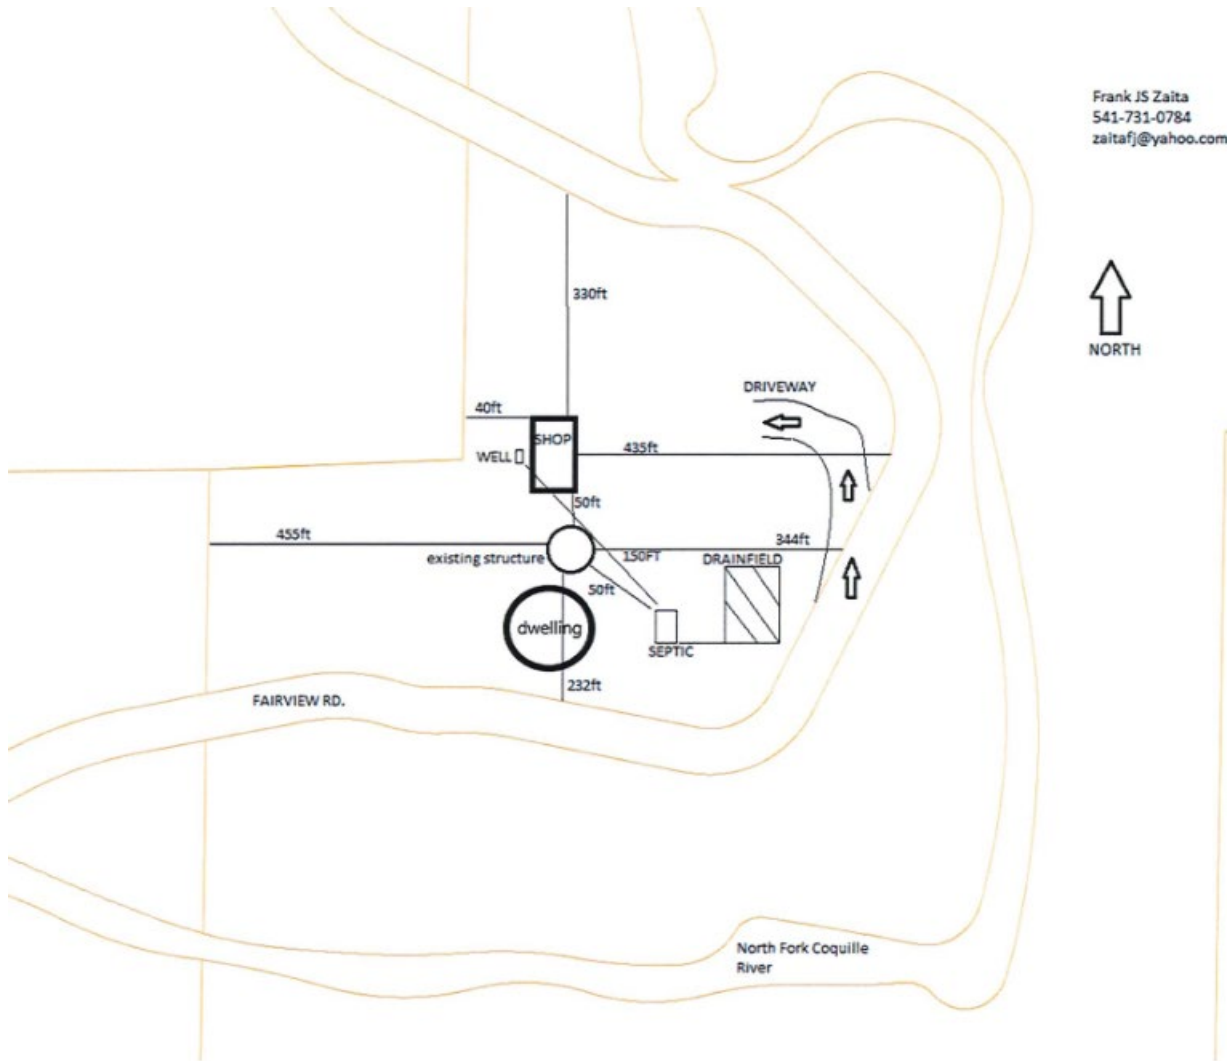 Frank JS Zaita
541-731-0784
zaitafj@yahoo.com
330ft
NORTH
DRIVEWAY
40ft
SHOP
WELL
435ft
50ft
455ft
344ft
existing structure
150FT
DRAINFIELD
50ft
dwelling
SEPTIC
232ft
FAIRVIEW RD.
North Fork Coquille
River